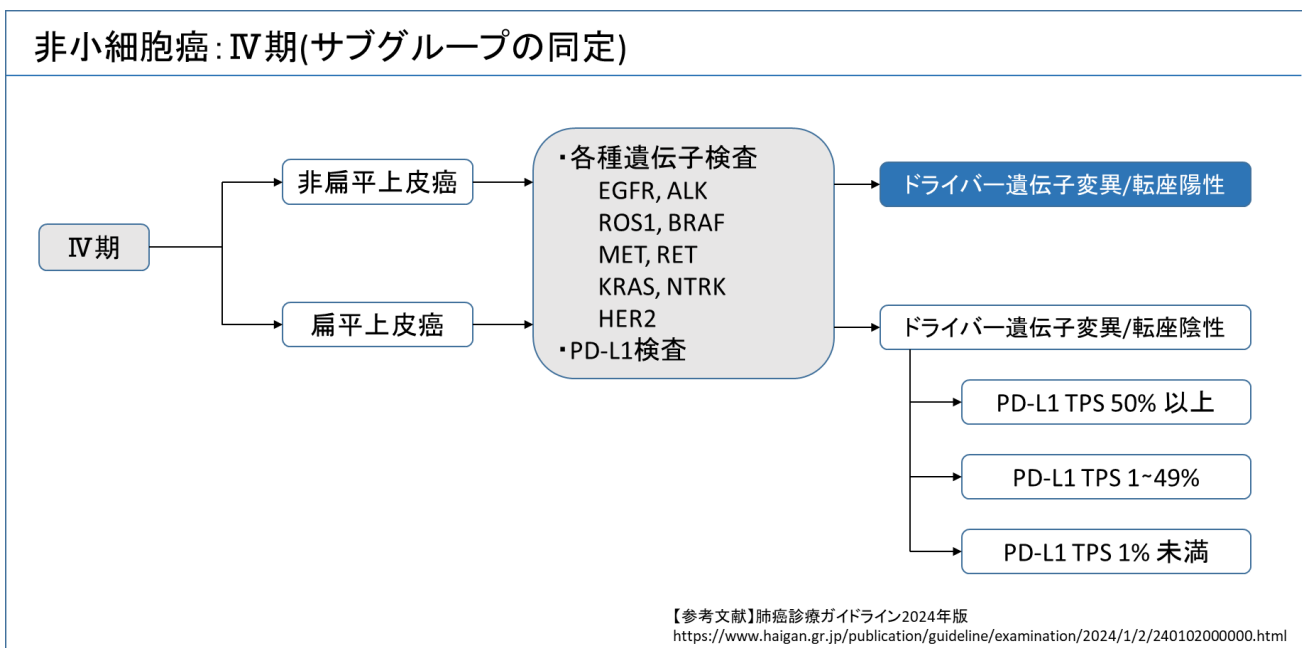 非小細胞癌：Ⅳ期(サブグループの同定)
Ⅳ期
非扁平上皮癌
扁平上皮癌
・各種遺伝子検査
EGFR, ALK
ROS1, BRAF
MET, RET
KRAS, NTRK
HER2
・PD-L1検査
ドライバー遺伝子変異/転座陽性
ドライバー遺伝子変異/転座陰性
PD-L1 TPS 50% 以上
PD-L1 TPS 1~49%
PD-L1 TPS 1% 未満
【参考文献】肺癌診療ガイドライン2024年版
https://www.haigan.gr.jp/publication/guideline/examination/2024/1/2/240102000000.html